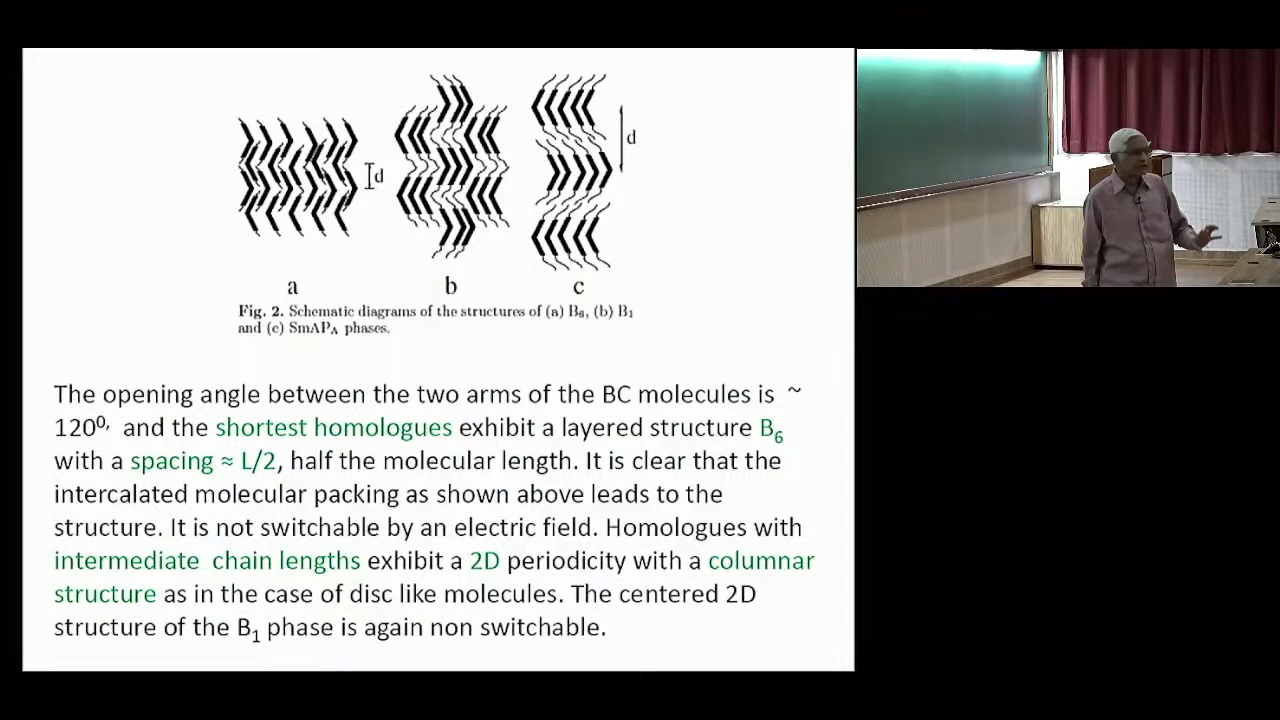 d
d
a b c
Fig. 2. Schematic diagrams of the structures of (a) B₆, (b) B₁
and (c) SmAP_A phases.
The opening angle between the two arms of the BC molecules is ~
120⁰, and the shortest homologues exhibit a layered structure B₆
with a spacing ≈ L/2, half the molecular length. It is clear that the
intercalated molecular packing as shown above leads to the
structure. It is not switchable by an electric field. Homologues with
intermediate chain lengths exhibit a 2D periodicity with a columnar
structure as in the case of disc like molecules. The centered 2D
structure of the B₁ phase is again non switchable.